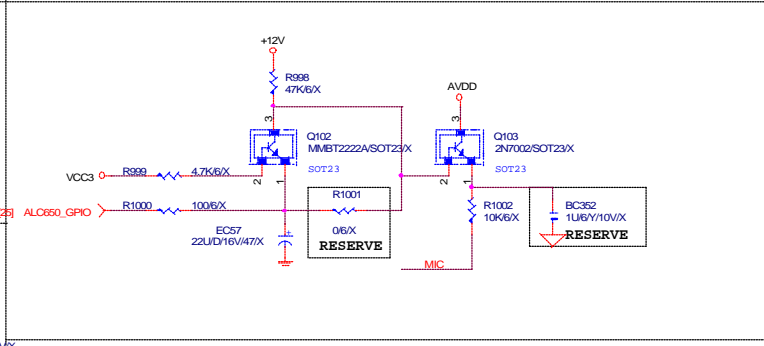 +12V
R998
47K/6/X
AVDD
3
3
Q102
MMBT2222A/SOT23/X
Q103
2N7002/SOT23/X
SOT23
SOT23
VCC3
R999
4.7K/6/X
2
1
2
1
25] ALC650_GPIO
R1000
100/6/X
R1001
0/6/X
RESERVE
EC57
22U/D/16V/47/X
+
R1002
10K/6/X
BC352
1U/6/Y/10V/X
RESERVE
MIC